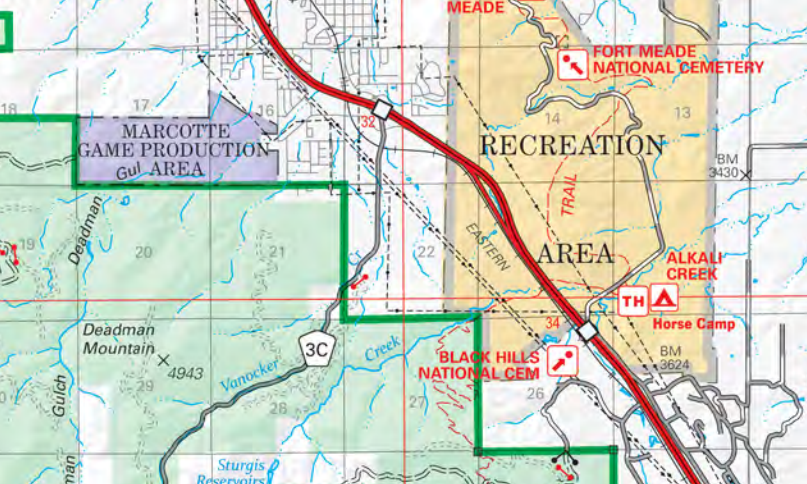 MEADE
FORT MEADE
NATIONAL CEMETERY
18
17
16
14
13
32
MARCOTTE
GAME PRODUCTION
AREA
Gul
RECREATION
BM
3430
TRAIL
Deadman
19
20
21
22
EASTERN
AREA
Cr
ALKALI
CREEK
TH
Horse Camp
34
Deadman
Mountain
4943
3C
Creek
Vanocker
BLACK HILLS
NATIONAL CEM
BM
3624
Gulch
29
28
27
26
Sturgis
Reservoirs
man